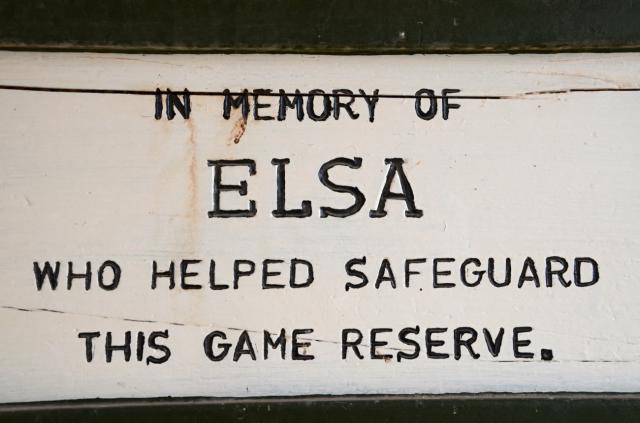 IN MEMORY OF
ELSA
WHO HELPED SAFEGUARD
THIS GAME RESERVE.